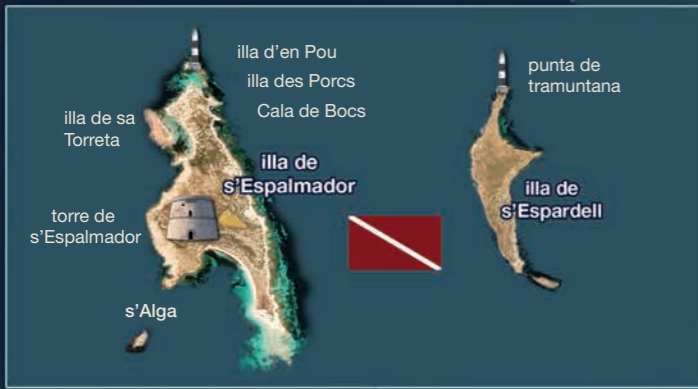 illa d'en Pou
illa des Porcs
Cala de Bocs
punta de
tramuntana
illa de sa
Torreta
illa de
s'Espalmador
illa de
s'Espardell
torre de
s'Espalmador
s'Alga